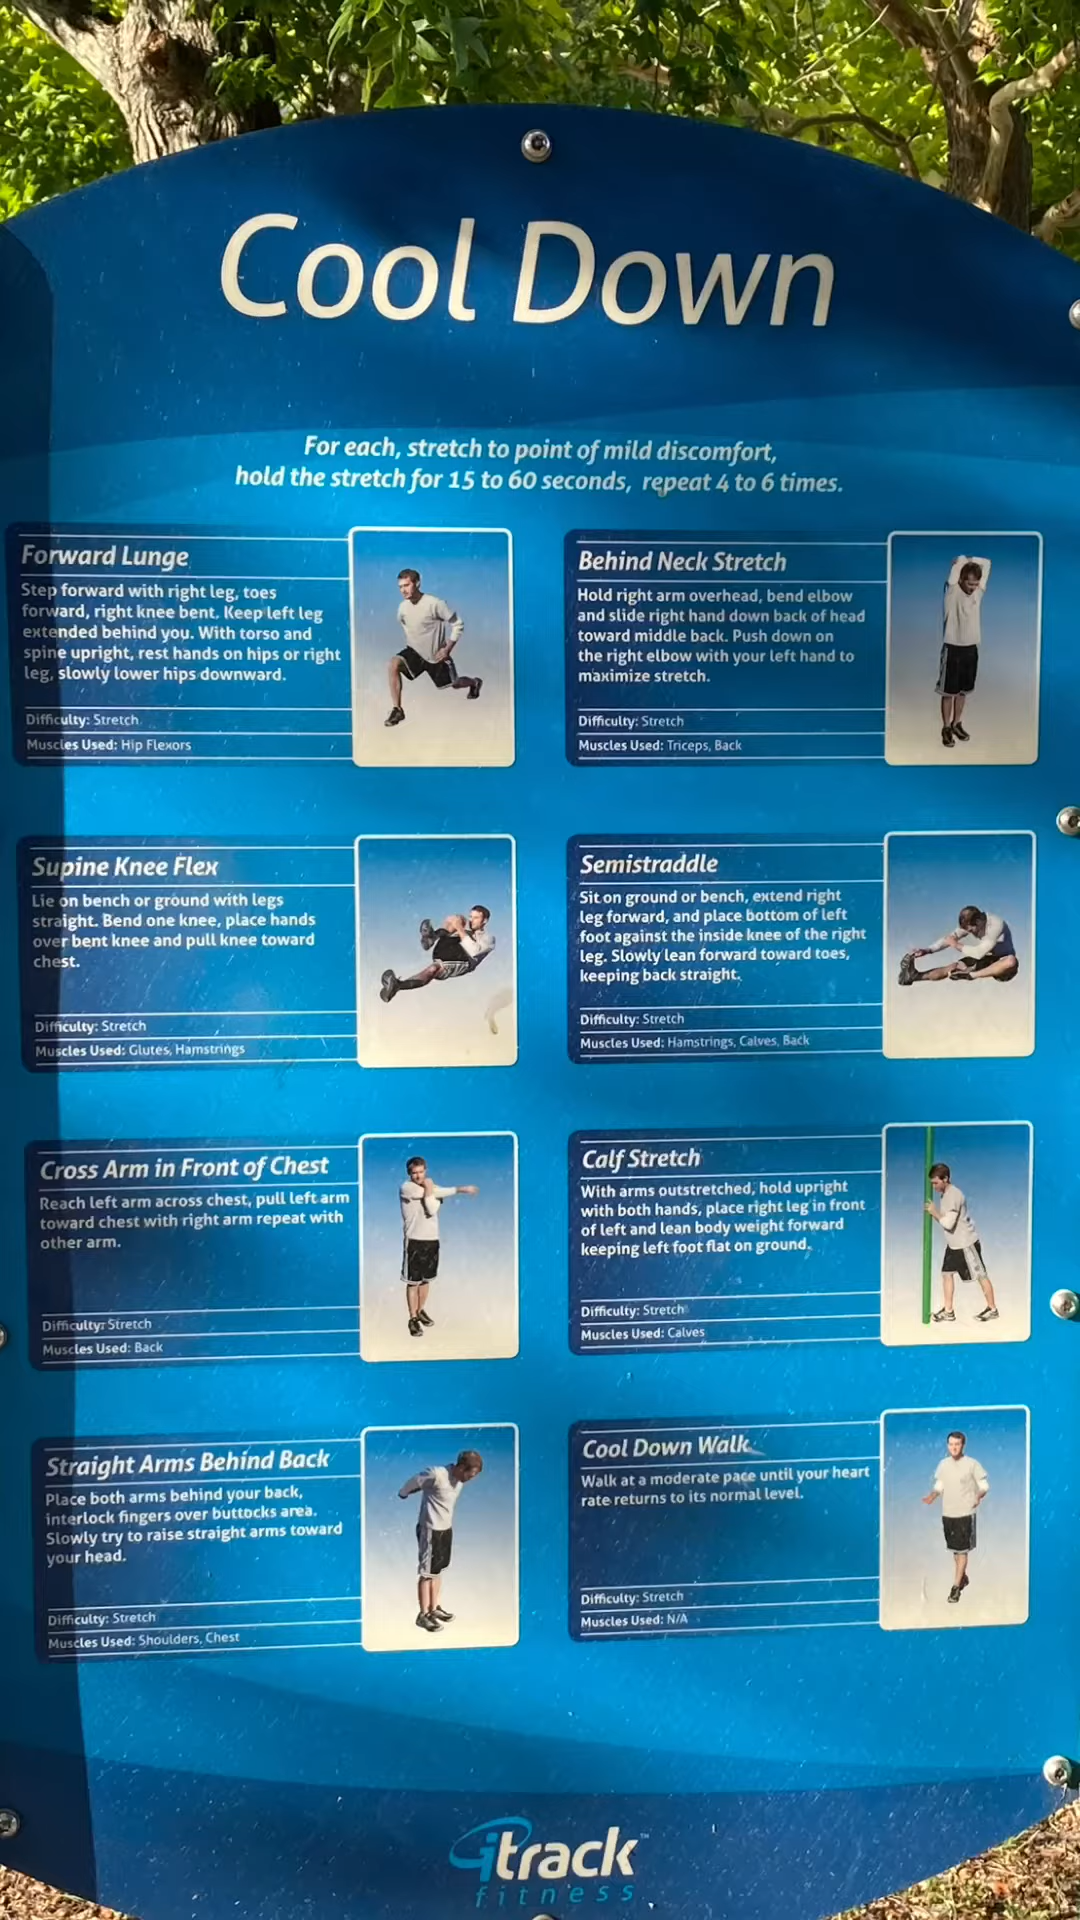 Cool Down
For each, stretch to point of mild discomfort,
hold the stretch for 15 to 60 seconds, repeat 4 to 6 times.
Forward Lunge
Step forward with right leg, toes
forward, right knee bent. Keep left leg
extended behind you. With torso and
spine upright, rest hands on hips or right
leg, slowly lower hips downward.
Difficulty: Stretch
Muscles Used: Hip Flexors
Behind Neck Stretch
Hold right arm overhead, bend elbow
and slide right hand down back of head
toward middle back. Push down on
the right elbow with your left hand to
maximize stretch.
Difficulty: Stretch
Muscles Used: Triceps, Back
Supine Knee Flex
Lie on bench or ground with legs
straight. Bend one knee, place hands
over bent knee and pull knee toward
chest.
Difficulty: Stretch
Muscles Used: Glutes, Hamstrings
Semistraddle
Sit on ground or bench, extend right
leg forward, and place bottom of left
foot against the inside knee of the right
leg. Slowly lean forward toward toes,
keeping back straight.
Difficulty: Stretch
Muscles Used: Hamstrings, Calves, Back
Cross Arm in Front of Chest
Reach left arm across chest, pull left arm
toward chest with right arm repeat with
other arm.
Difficulty: Stretch
Muscles Used: Back
Calf Stretch
With arms outstretched, hold upright
with both hands, place right leg in front
of left and lean body weight forward
keeping left foot flat on ground.
Difficulty: Stretch
Muscles Used: Calves
Straight Arms Behind Back
Place both arms behind your back,
interlock fingers over buttocks area.
Slowly try to raise straight arms toward
your head.
Difficulty: Stretch
Muscles Used: Shoulders, Chest
Cool Down Walk
Walk at a moderate pace until your heart
rate returns to its normal level.
Difficulty: Stretch
Muscles Used: N/A
itrack™
fitness